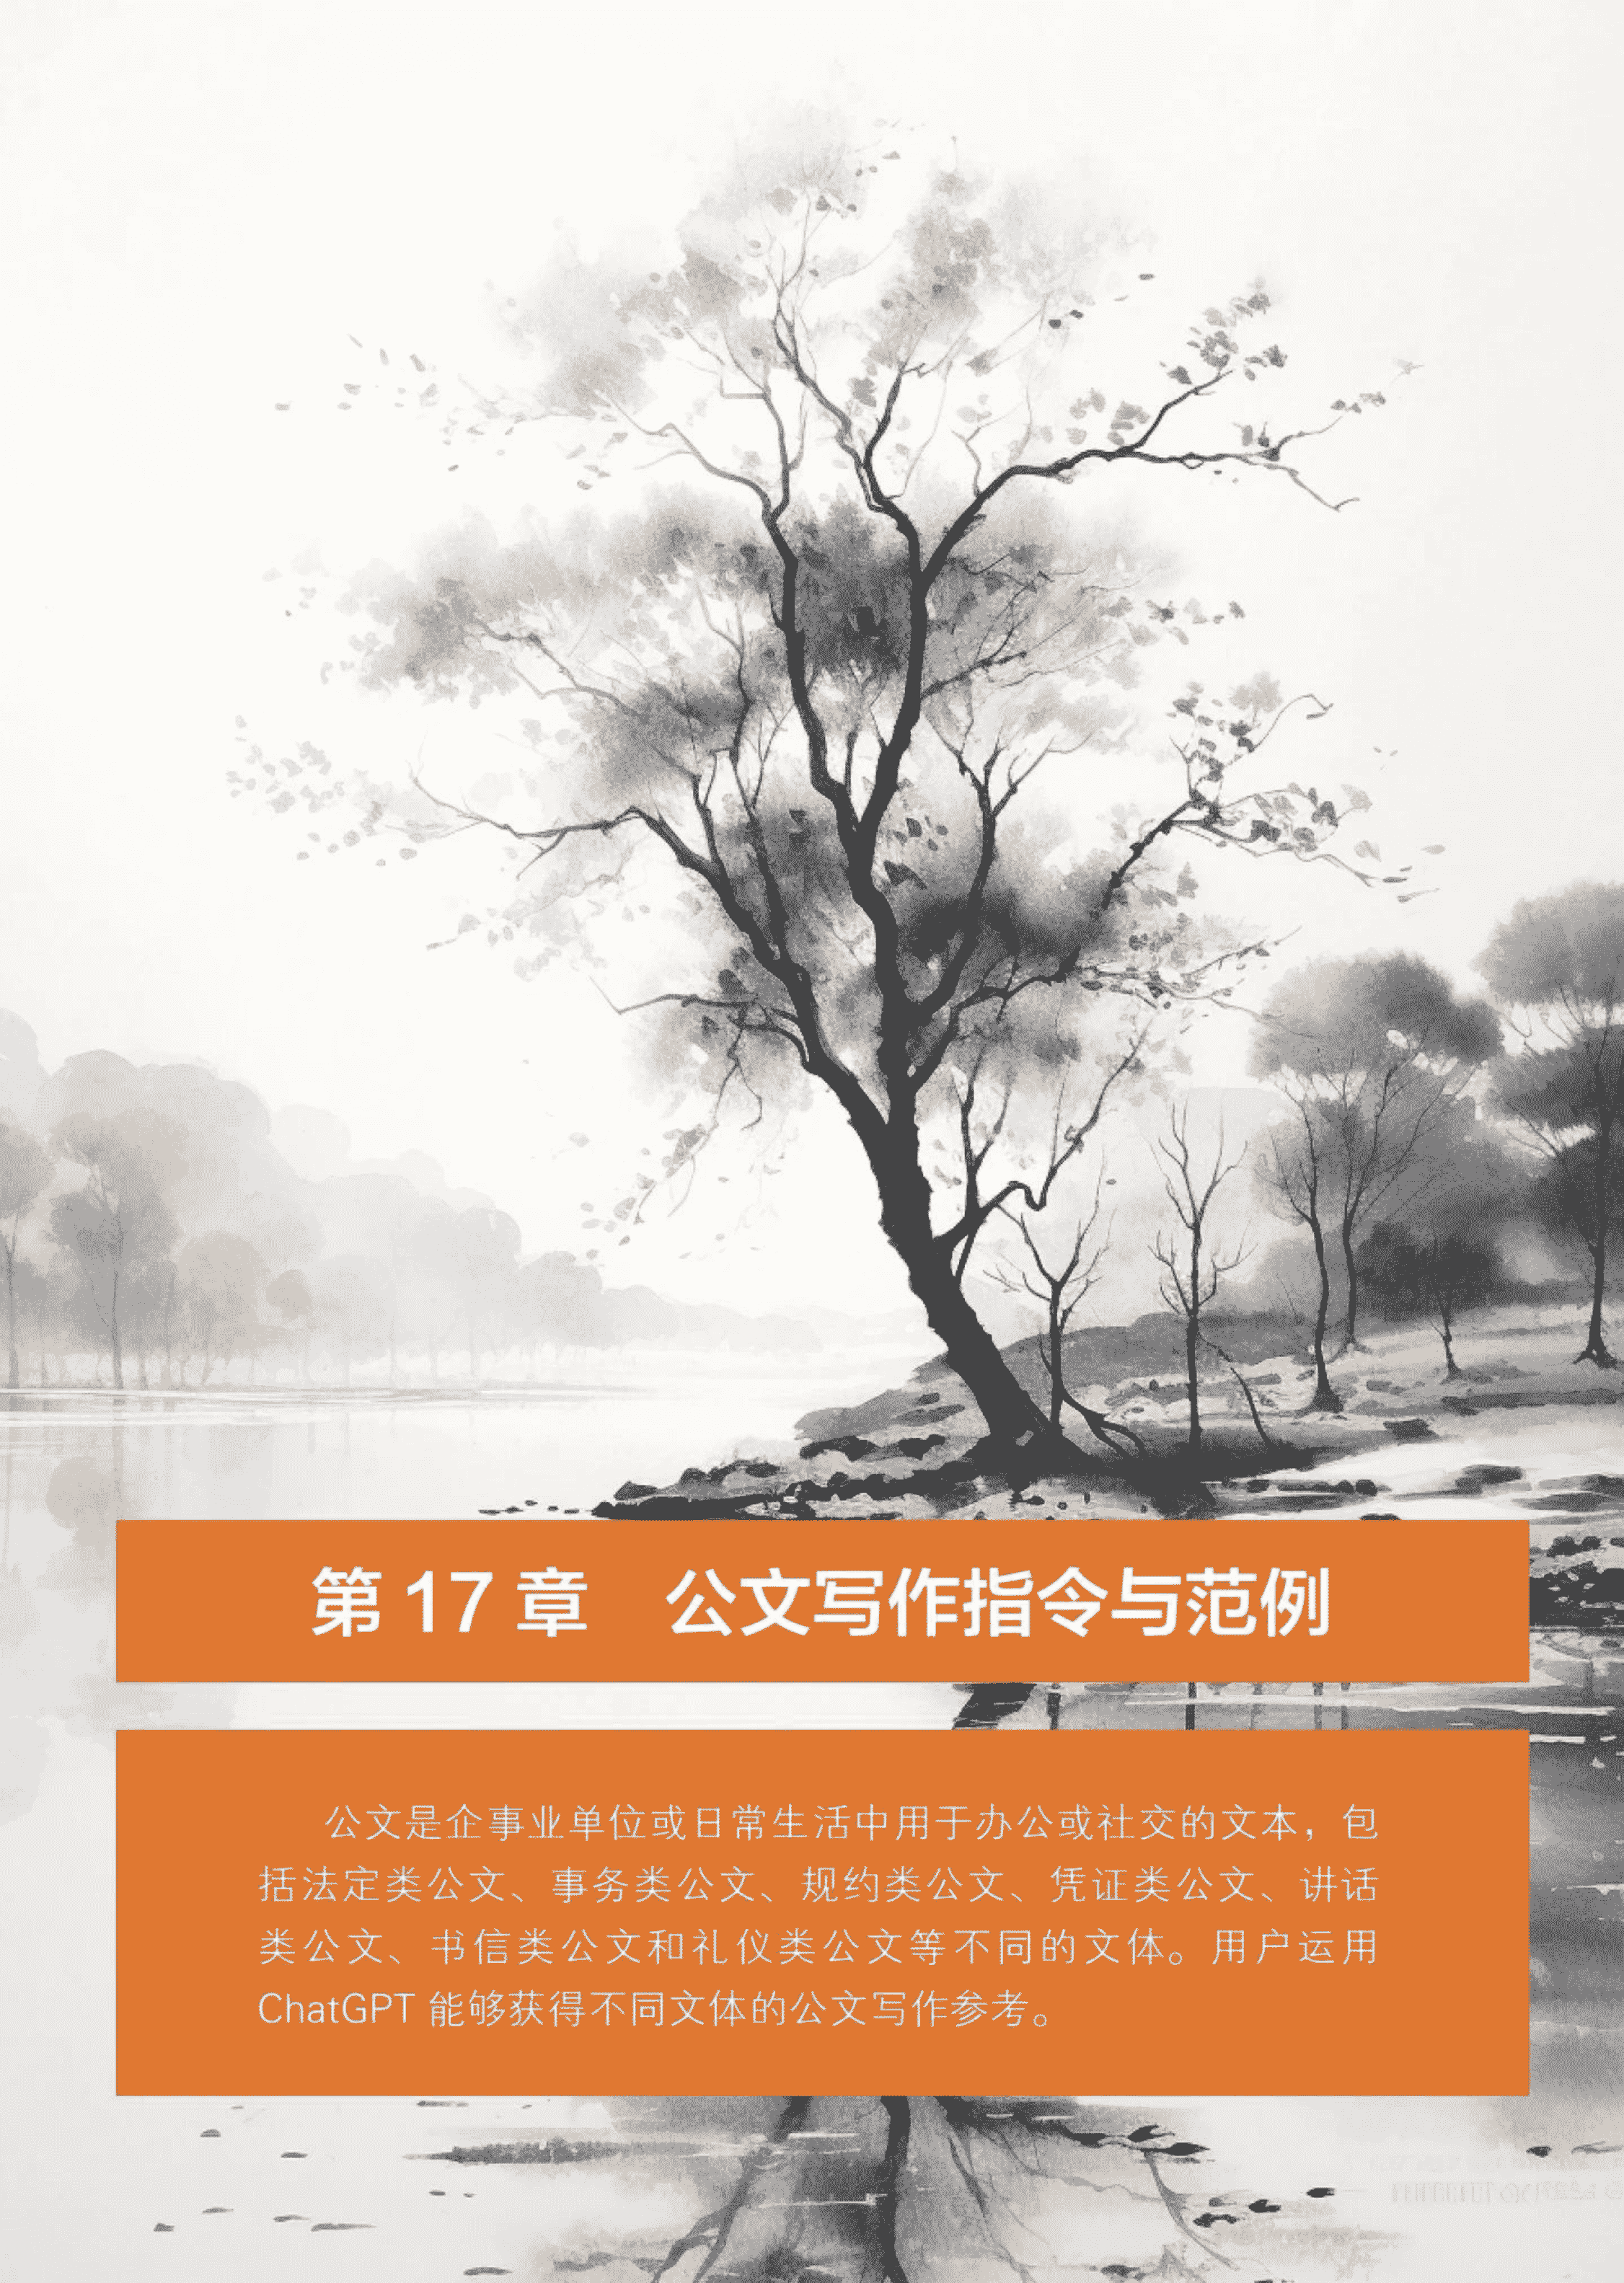 第 17 章　公文写作指令与范例
公文是企事业单位或日常生活中用于办公或社交的文本，包
括法定类公文、事务类公文、规约类公文、凭证类公文、讲话
类公文、书信类公文和礼仪类公文等不同的文体。用户运用
ChatGPT 能够获得不同文体的公文写作参考。